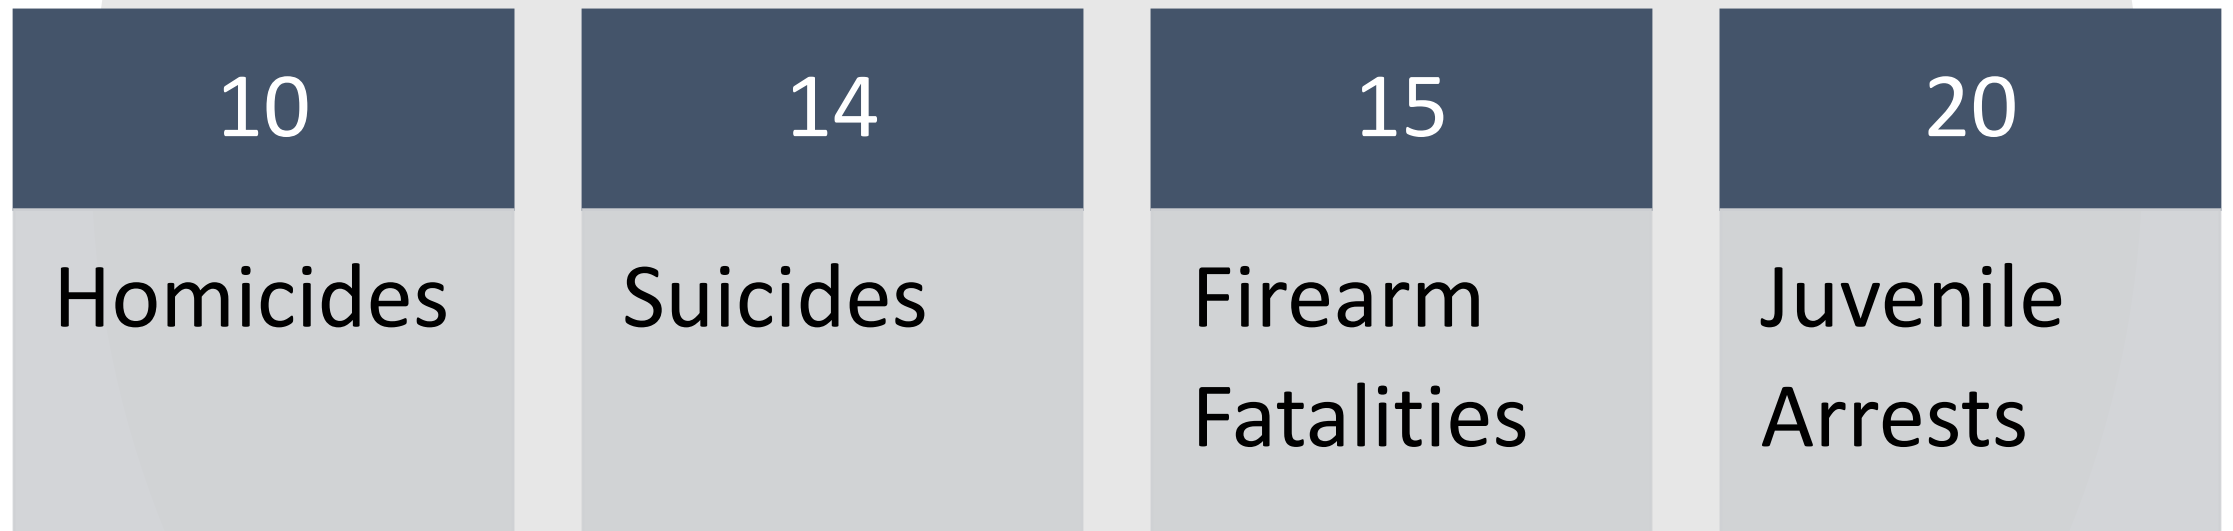 10
Homicides
14
Suicides
15
Firearm
Fatalities
20
Juvenile
Arrests